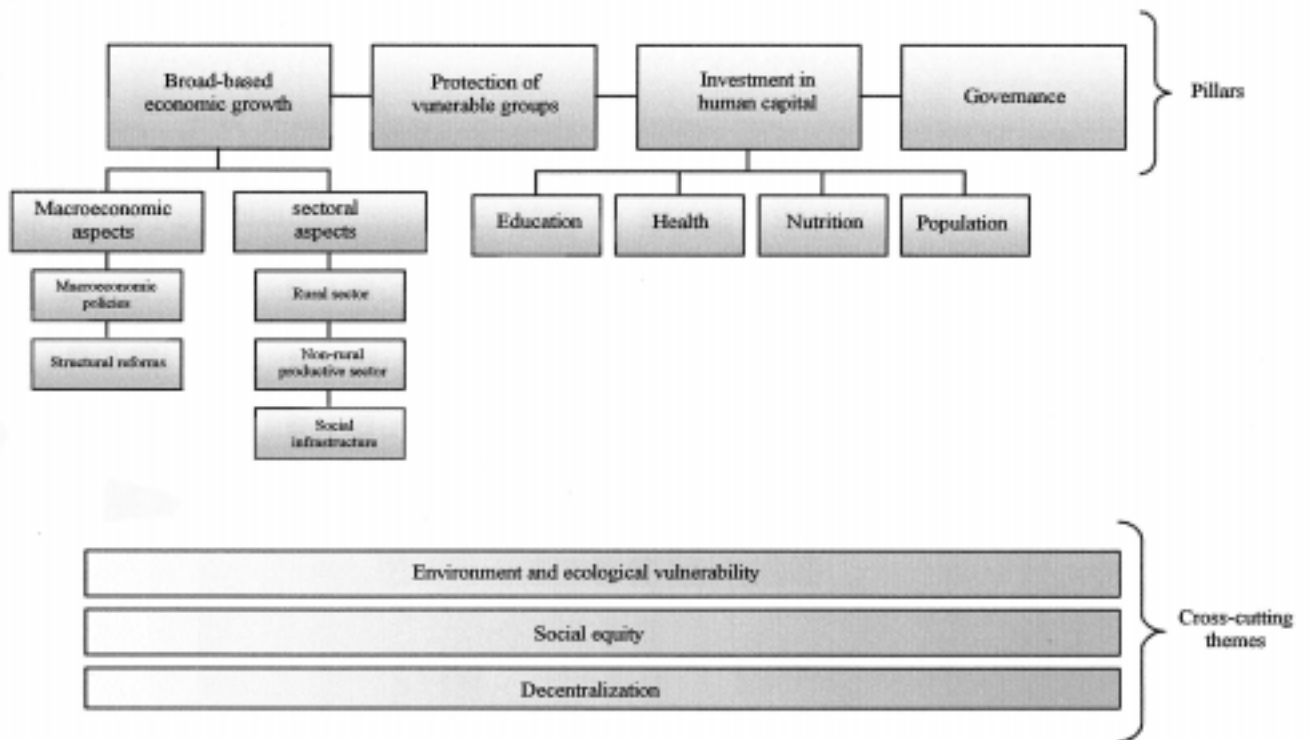 Broad-based
economic growth
Protection of
vunerable groups
Investment in
human capital
Governance
Pillars
Macroeconomic
aspects
sectoral
aspects
Education
Health
Nutrition
Population
Macroeconomic
policies
Rural sector
Structural reforms
Non-rural
productive sector
Social
infrastructure
Environment and ecological vulnerability
Social equity
Decentralization
Cross-cutting
themes